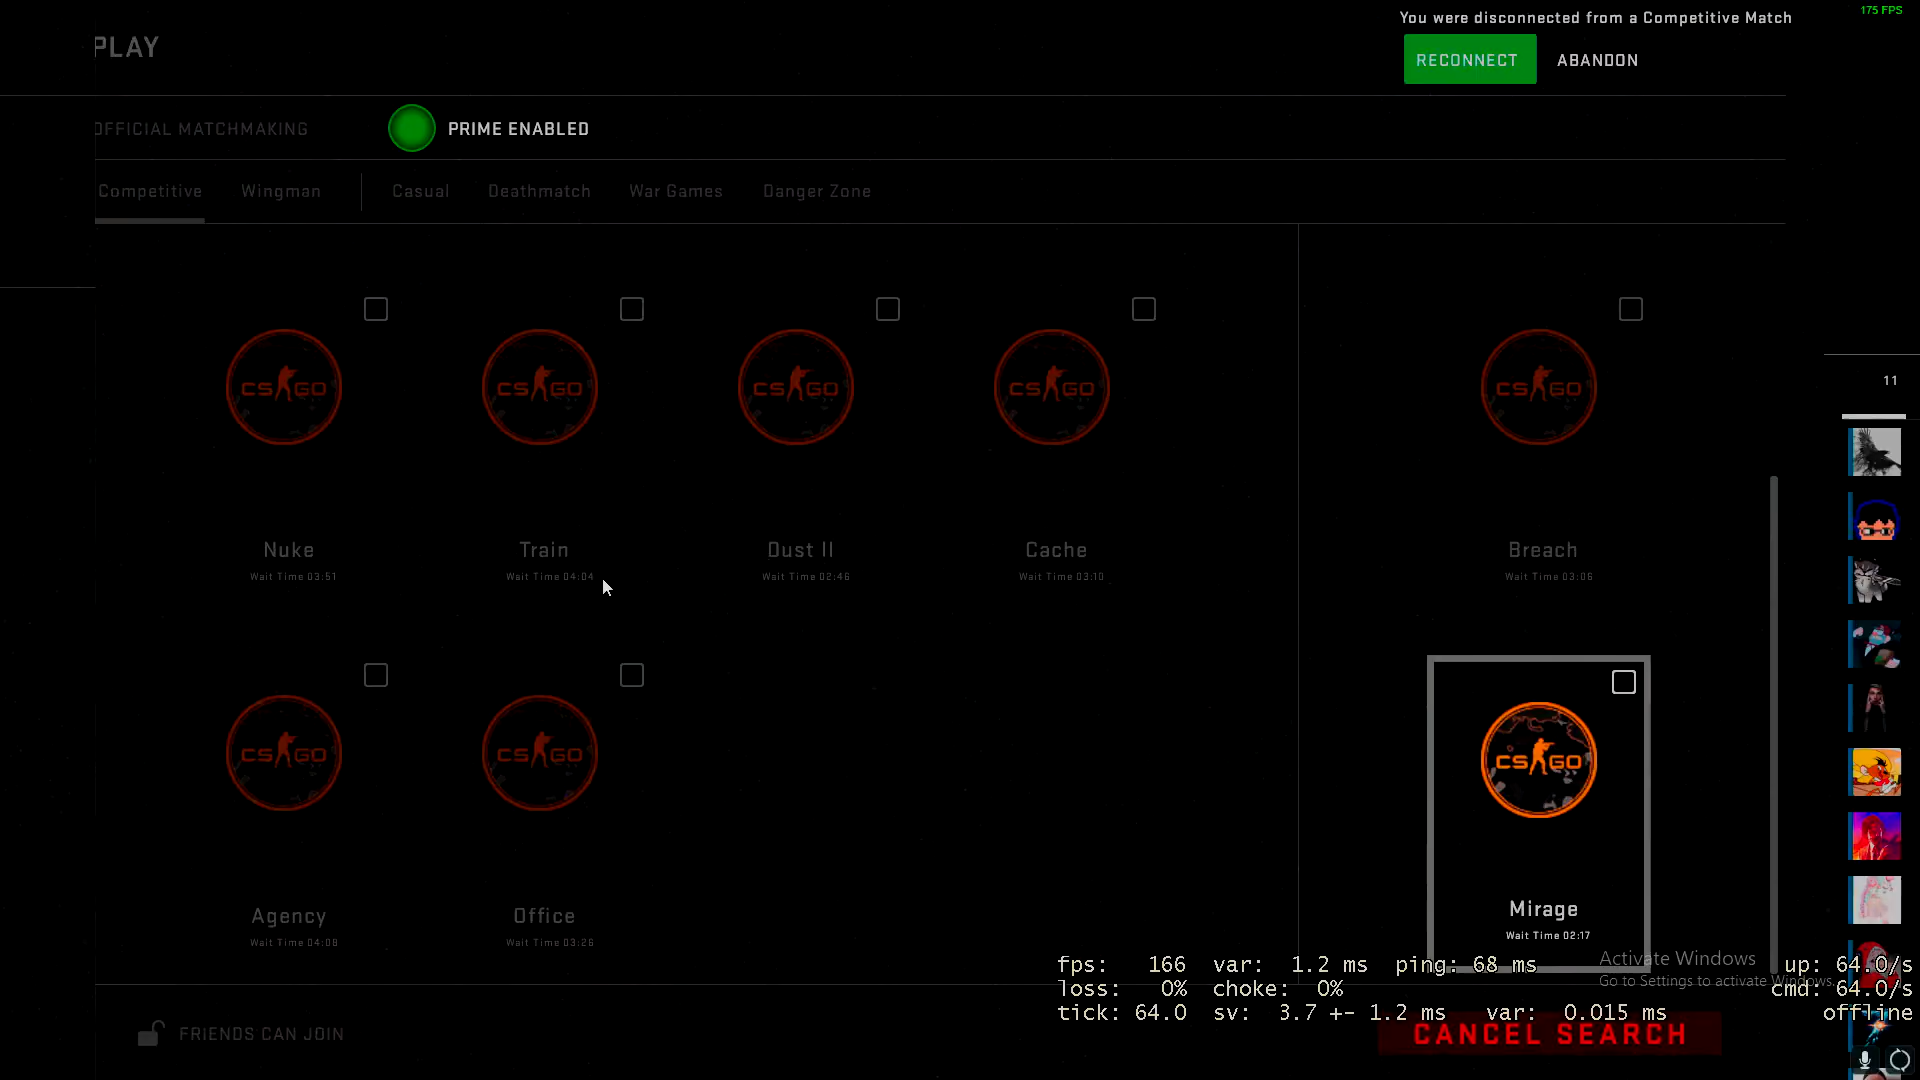 You were disconnected from a Competitive Match
175 FPS
PLAY
RECONNECT
ABANDON
OFFICIAL MATCHMAKING
PRIME ENABLED
Competitive
Wingman
Casual
Deathmatch
War Games
Danger Zone
11
CS GO
CS GO
CS GO
CS GO
CS GO
Nuke
Train
Dust II
Cache
Breach
Wait Time 03:51
Wait Time 04:04
Wait Time 02:46
Wait Time 03:10
Wait Time 03:06
CS GO
CS GO
CS GO
Agency
Office
Mirage
Wait Time 04:08
Wait Time 03:26
Wait Time 02:17
fps: 166 var: 1.2 ms ping: 68 ms
loss: 0% choke: 0%
tick: 64.0 sv: 3.7 +- 1.2 ms var: 0.015 ms
Activate Windows
Go to Settings to activate Windows.
up: 64.0/s
cmd: 64.0/s
offline
FRIENDS CAN JOIN
CANCEL SEARCH